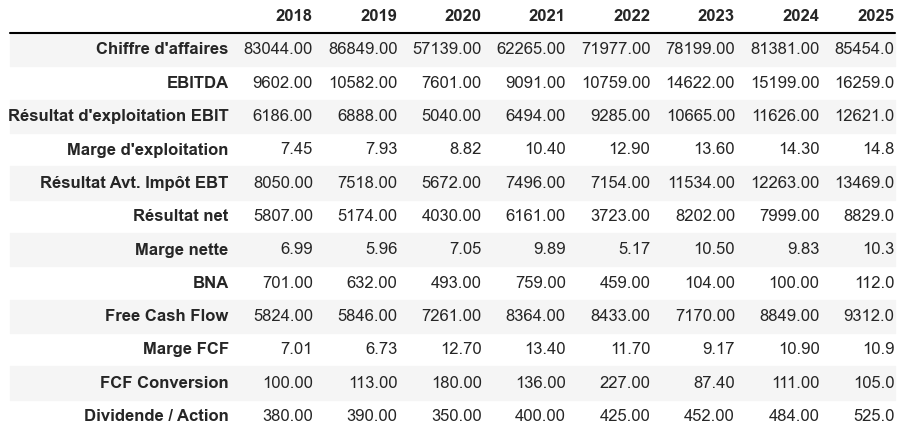 2018 2019 2020 2021 2022 2023 2024 2025
Chiffre d'affaires 83044.00 86849.00 57139.00 62265.00 71977.00 78199.00 81381.00 85454.0
EBITDA 9602.00 10582.00 7601.00 9091.00 10759.00 14622.00 15199.00 16259.0
Résultat d'exploitation EBIT 6186.00 6888.00 5040.00 6494.00 9285.00 10665.00 11626.00 12621.0
Marge d'exploitation 7.45 7.93 8.82 10.40 12.90 13.60 14.30 14.8
Résultat Avt. Impôt EBT 8050.00 7518.00 5672.00 7496.00 7154.00 11534.00 12263.00 13469.0
Résultat net 5807.00 5174.00 4030.00 6161.00 3723.00 8202.00 7999.00 8829.0
Marge nette 6.99 5.96 7.05 9.89 5.17 10.50 9.83 10.3
BNA 701.00 632.00 493.00 759.00 459.00 104.00 100.00 112.0
Free Cash Flow 5824.00 5846.00 7261.00 8364.00 8433.00 7170.00 8849.00 9312.0
Marge FCF 7.01 6.73 12.70 13.40 11.70 9.17 10.90 10.9
FCF Conversion 100.00 113.00 180.00 136.00 227.00 87.40 111.00 105.0
Dividende / Action 380.00 390.00 350.00 400.00 425.00 452.00 484.00 525.0